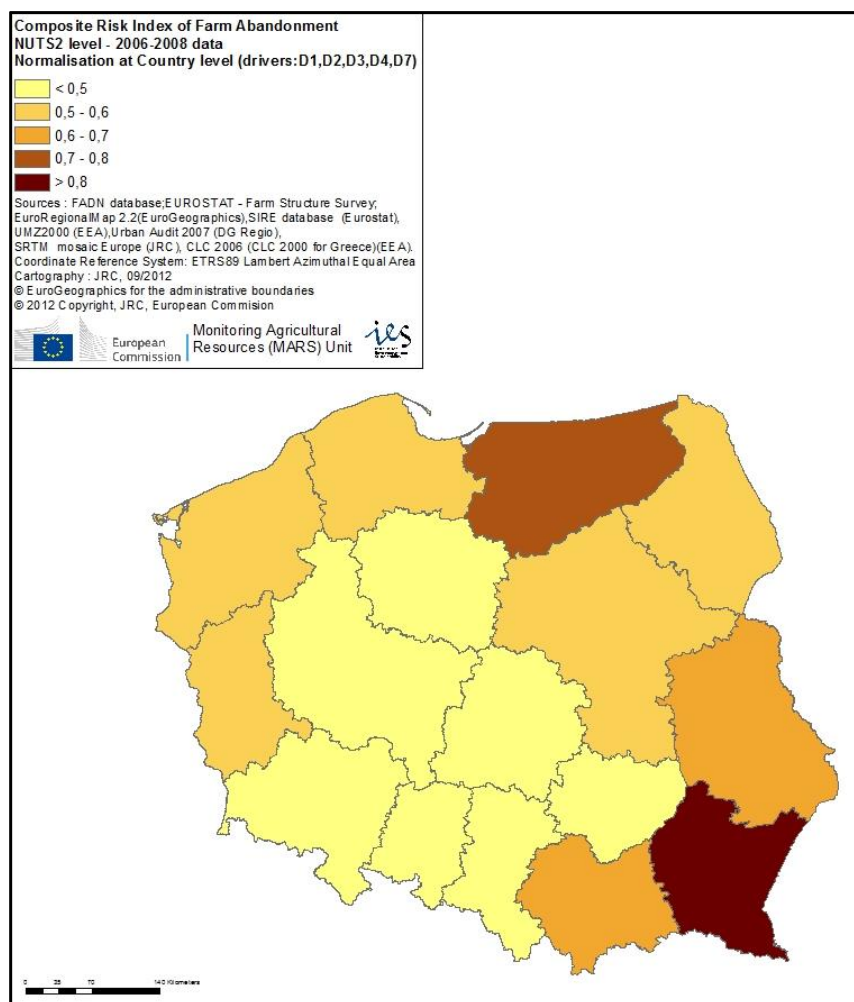 Composite Risk Index of Farm Abandonment
NUTS2 level - 2006-2008 data
Normalisation at Country level (drivers:D1,D2,D3,D4,D7)
< 0,5
0,5 - 0,6
0,6 - 0,7
0,7 - 0,8
> 0,8
Sources : FADN database;EUROSTAT - Farm Structure Survey;
EuroRegionalMap 2.2(EuroGeographics),SIRE database (Eurostat),
UMZ2000 (EEA),Urban Audit 2007 (DG Regio),
SRTM mosaic Europe (JRC), CLC 2006 (CLC 2000 for Greece)(EEA).
Coordinate Reference System: ETRS89 Lambert Azimuthal Equal Area
Cartography : JRC, 09/2012
© EuroGeographics for the administrative boundaries
© 2012 Copyright, JRC, European Commision
European
Commission
Monitoring Agricultural
Resources (MARS) Unit
ies
0 35 70 140 Kilometers